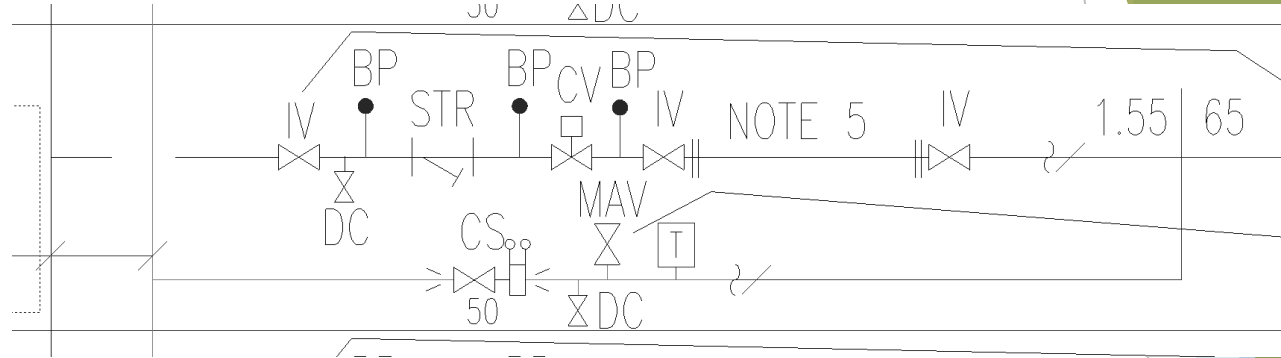 BP BP CV BP
IV STR IV NOTE 5 IV 1.55 65
DC MAV
CS T
50 DC